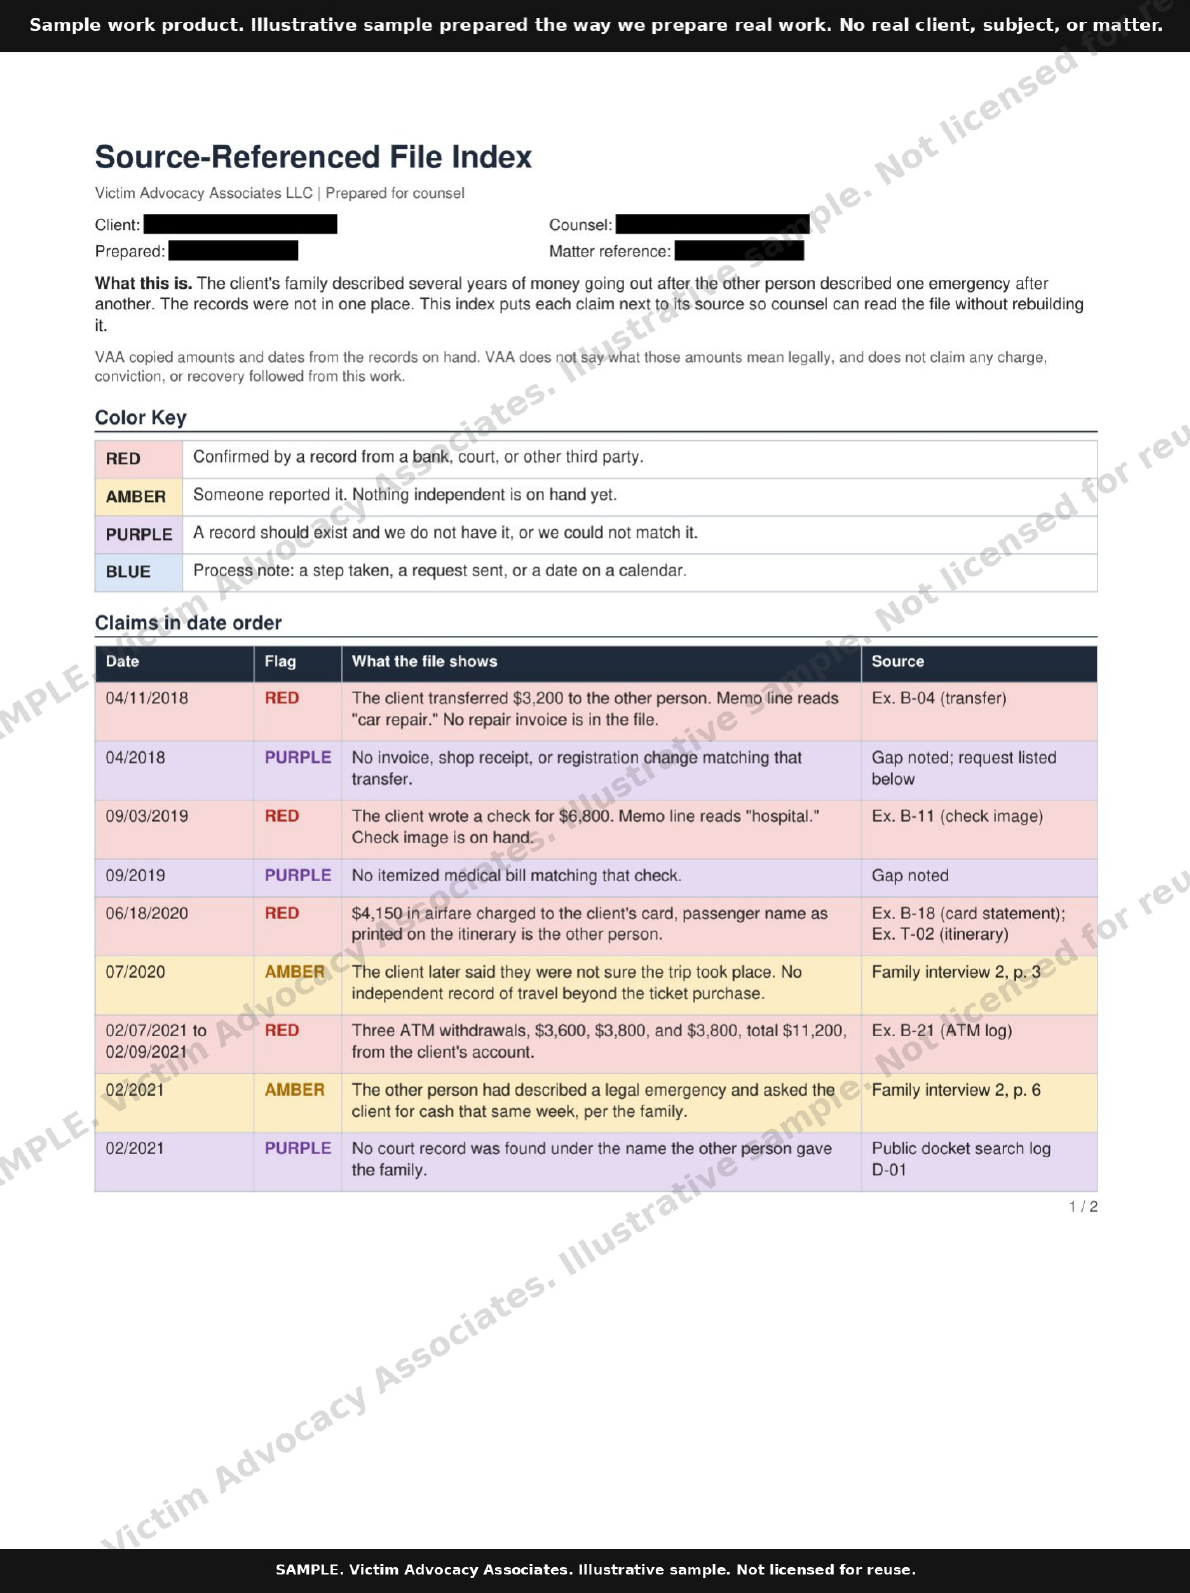 Sample work product. Illustrative sample prepared the way we prepare real work. No real client, subject, or matter.
Source-Referenced File Index
Victim Advocacy Associates LLC | Prepared for counsel
Client:
Counsel:
Prepared:
Matter reference:
What this is. The client's family described several years of money going out after the other person described one emergency after
another. The records were not in one place. This index puts each claim next to its source so counsel can read the file without rebuilding
it.
VAA copied amounts and dates from the records on hand. VAA does not say what those amounts mean legally, and does not claim any charge,
conviction, or recovery followed from this work.
Color Key
RED Confirmed by a record from a bank, court, or other third party.
AMBER Someone reported it. Nothing independent is on hand yet.
PURPLE A record should exist and we do not have it, or we could not match it.
BLUE Process note: a step taken, a request sent, or a date on a calendar.
Claims in date order
Date Flag What the file shows Source
04/11/2018 RED The client transferred $3,200 to the other person. Memo line reads Ex. B-04 (transfer)
"car repair." No repair invoice is in the file.
04/2018 PURPLE No invoice, shop receipt, or registration change matching that Gap noted; request listed
transfer. below
09/03/2019 RED The client wrote a check for $6,800. Memo line reads "hospital." Ex. B-11 (check image)
Check image is on hand.
09/2019 PURPLE No itemized medical bill matching that check. Gap noted
06/18/2020 RED $4,150 in airfare charged to the client's card, passenger name as Ex. B-18 (card statement);
printed on the itinerary is the other person. Ex. T-02 (itinerary)
07/2020 AMBER The client later said they were not sure the trip took place. No Family interview 2, p. 3
independent record of travel beyond the ticket purchase.
02/07/2021 to RED Three ATM withdrawals, $3,600, $3,800, and $3,800, total $11,200, Ex. B-21 (ATM log)
02/09/2021 from the client's account.
02/2021 AMBER The other person had described a legal emergency and asked the Family interview 2, p. 6
client for cash that same week, per the family.
02/2021 PURPLE No court record was found under the name the other person gave Public docket search log
the family. D-01
1 / 2
SAMPLE. Victim Advocacy Associates. Illustrative sample. Not licensed for reuse.